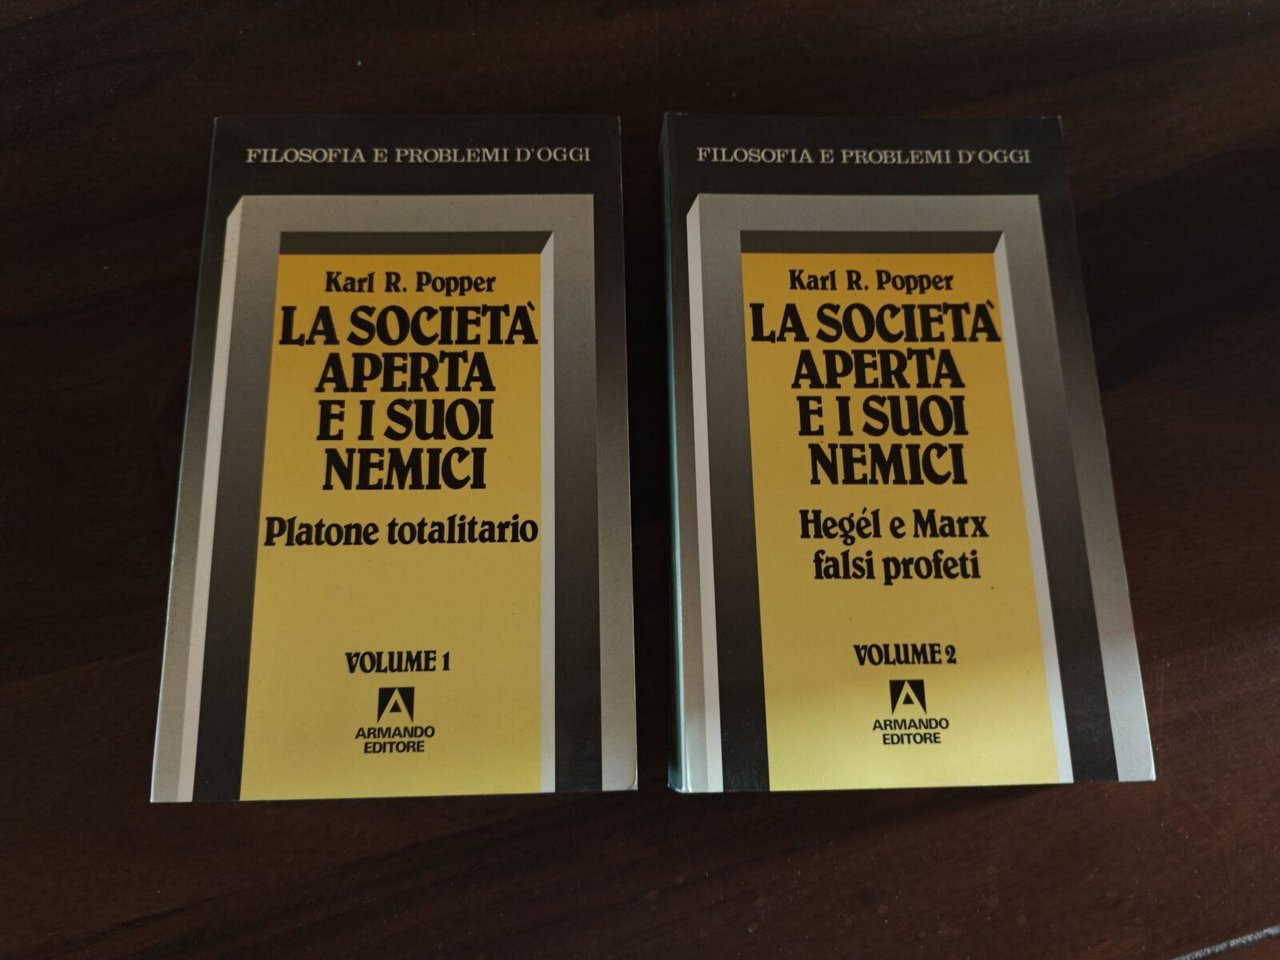 FILOSOFIA E PROBLEMI D'OGGI
Karl R. Popper
LA SOCIETÀ
APERTA
E I SUOI
NEMICI
Platone totalitario
VOLUME 1
ARMANDO
EDITORE
FILOSOFIA E PROBLEMI D'OGGI
Karl R. Popper
LA SOCIETÀ
APERTA
E I SUOI
NEMICI
Hegél e Marx
falsi profeti
VOLUME 2
ARMANDO
EDITORE